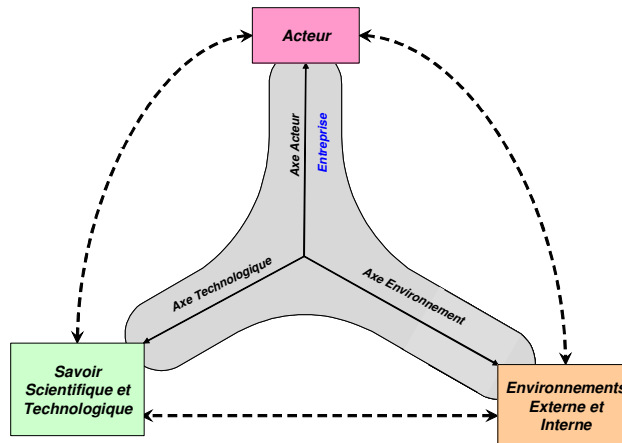 Acteur
Axe Acteur
Entreprise
Axe Technologique
Axe Environnement
Savoir
Scientifique et
Technologique
Environnements
Externe et
Interne